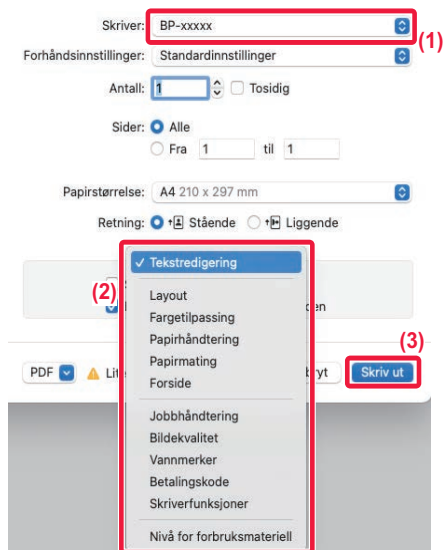 Skriver: BP-xxxxx
(1)
Forhåndsinnstillinger: Standardinnstillinger
Antall: 1 Tosidig
Sider: Alle
Fra 1 til 1
Papirstørrelse: A4 210 x 297 mm
Retning: Stående Liggende
Tekstredigering
(2)
Layout
Fargetilpassing
Papirhåndtering
Papirmating
Forside
Jobbhåndtering
Bildekvalitet
Vannmerker
Betalingskode
Skriverfunksjoner
Nivå for forbruksmateriell
(3)
PDF Skriv ut